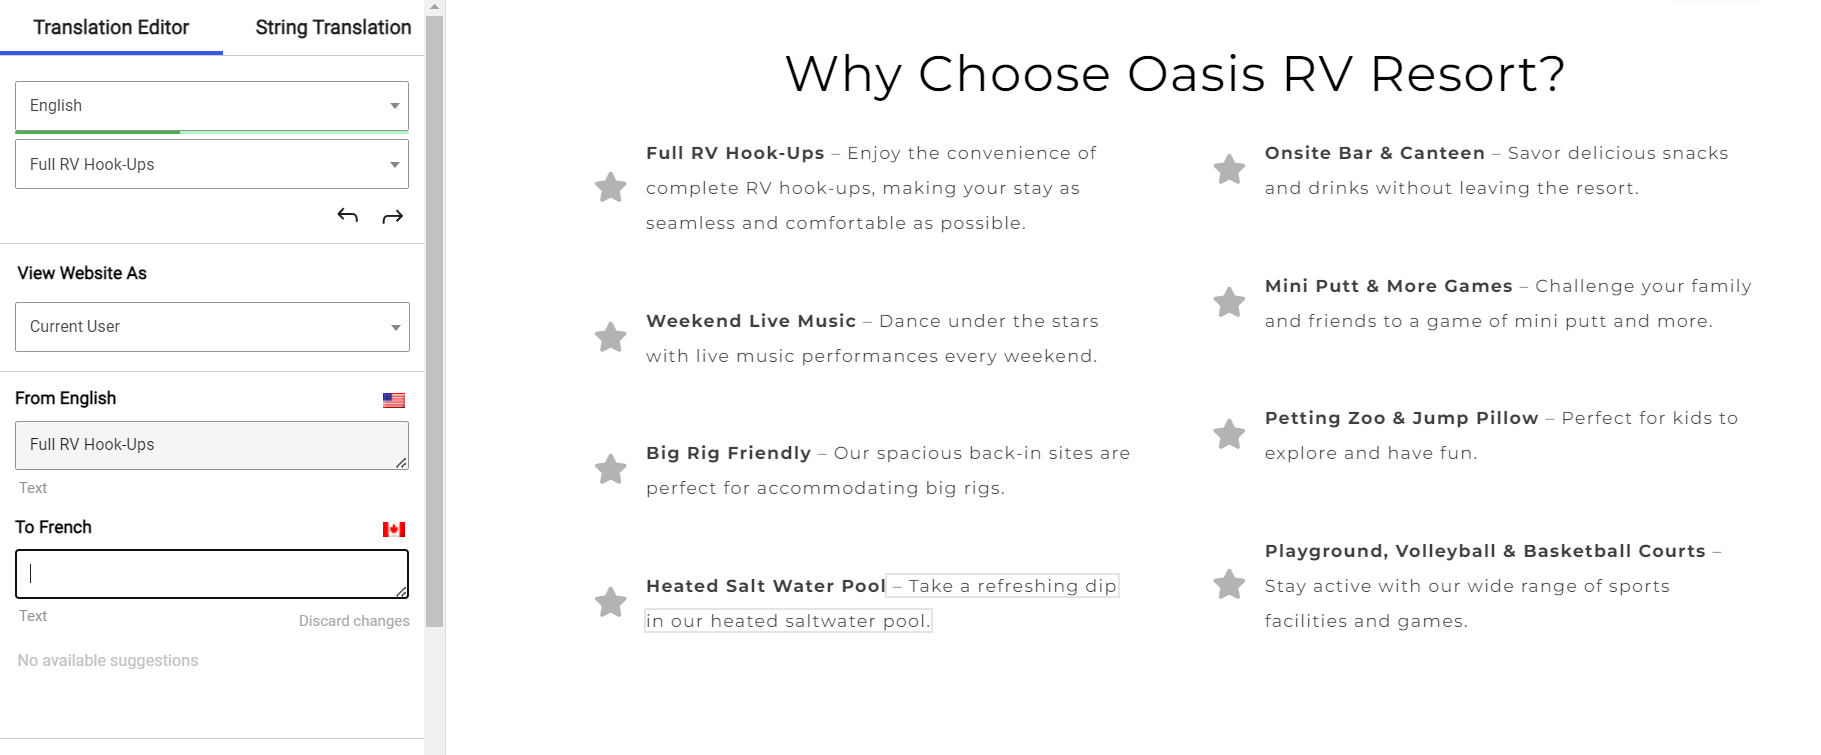 Translation Editor
String Translation
English
Full RV Hook-Ups
View Website As
Current User
From English
Full RV Hook-Ups
Text
To French
Text
Discard changes
No available suggestions
Why Choose Oasis RV Resort?
Full RV Hook-Ups – Enjoy the convenience of
complete RV hook-ups, making your stay as
seamless and comfortable as possible.
Weekend Live Music – Dance under the stars
with live music performances every weekend.
Big Rig Friendly – Our spacious back-in sites are
perfect for accommodating big rigs.
Heated Salt Water Pool – Take a refreshing dip
in our heated saltwater pool.
Onsite Bar & Canteen – Savor delicious snacks
and drinks without leaving the resort.
Mini Putt & More Games – Challenge your family
and friends to a game of mini putt and more.
Petting Zoo & Jump Pillow – Perfect for kids to
explore and have fun.
Playground, Volleyball & Basketball Courts –
Stay active with our wide range of sports
facilities and games.